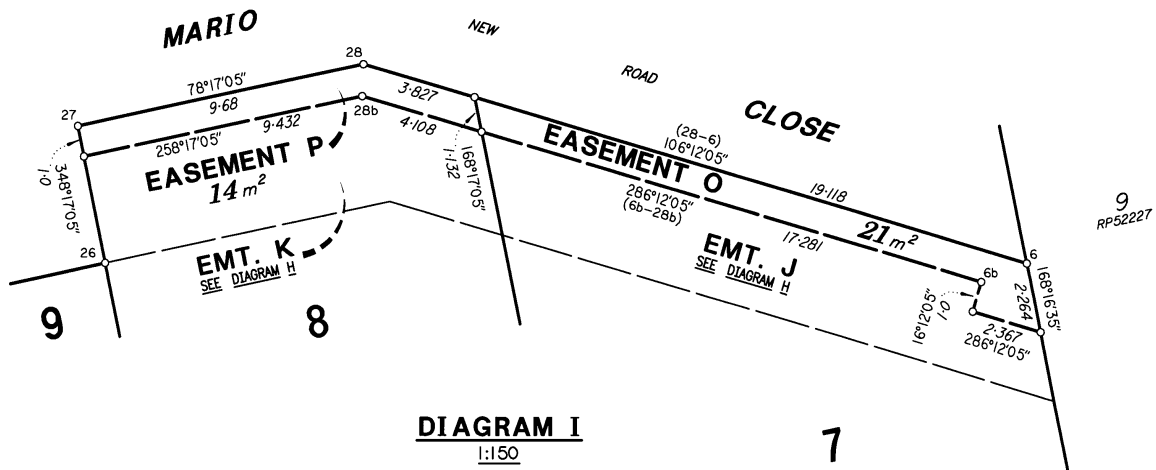 MARIO
NEW
ROAD
CLOSE
28
27
78°17'05"
9·68
3·827
28b
9·432
258°17'05"
4·108
1·0
348°17'05"
EASEMENT P
14 m²
1·132
168°17'05"
EASEMENT O
(28-6)
106°12'05"
19·118
286°12'05"
(6b-28b)
21 m²
17·281
9
RP52227
26
EMT. K
SEE DIAGRAM H
EMT. J
SEE DIAGRAM H
6
6b
168°16'35"
2·264
16°12'05"
1·0
2·367
286°12'05"
9
8
7
DIAGRAM I
1:150